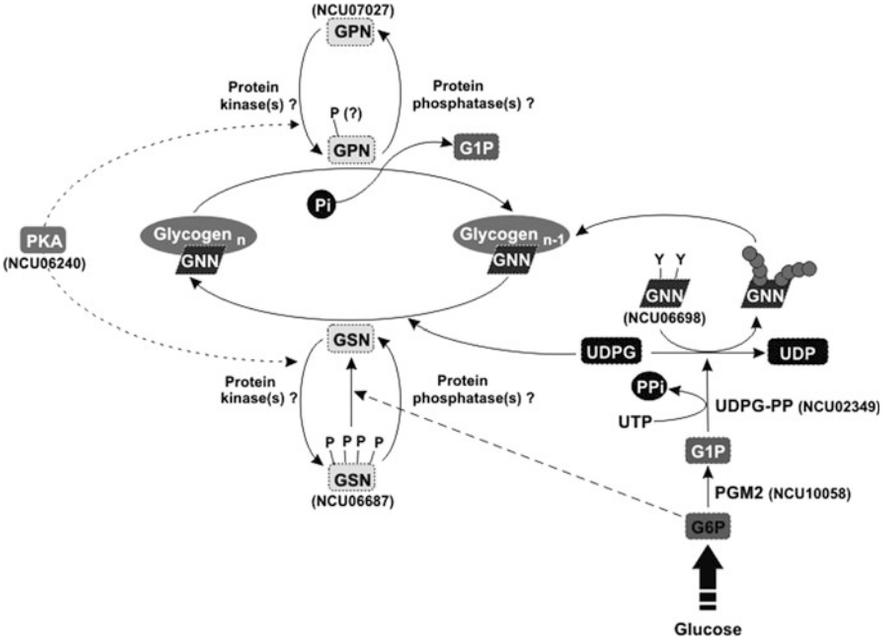 (NCU07027)
GPN
Protein
kinase(s) ?
Protein
phosphatase(s) ?
P (?)
GPN
G1P
Pi
PKA
(NCU06240)
Glycogen n
GNN
Glycogen n-1
GNN
Y Y
GNN
(NCU06698)
GNN
GSN
UDPG
UDP
Protein
kinase(s) ?
Protein
phosphatase(s) ?
PPi
UTP
UDPG-PP (NCU02349)
P P P P
GSN
(NCU06687)
G1P
PGM2 (NCU10058)
G6P
Glucose